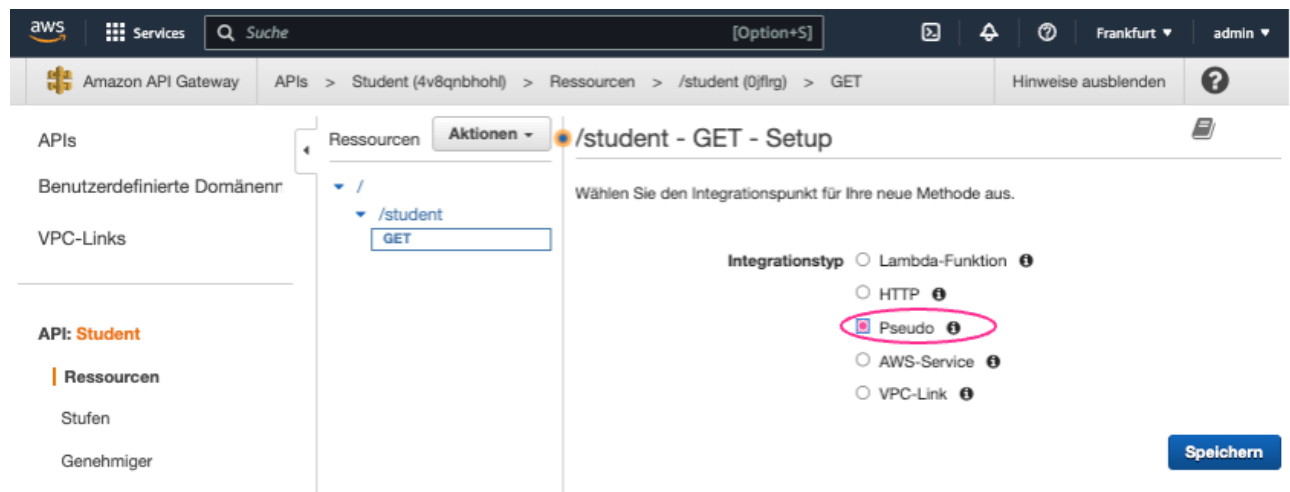 aws Services Suche [Option+S] Frankfurt ▼ admin ▼
Amazon API Gateway APIs > Student (4v8qnbhohl) > Ressourcen > /student (0jflrg) > GET Hinweise ausblenden
APIs
Benutzerdefinierte Domänenr
VPC-Links
API: Student
Ressourcen
Stufen
Genehmiger
Ressourcen Aktionen
/
/student
GET
/student - GET - Setup
Wählen Sie den Integrationspunkt für Ihre neue Methode aus.
Integrationstyp Lambda-Funktion
HTTP
Pseudo
AWS-Service
VPC-Link
Speichern